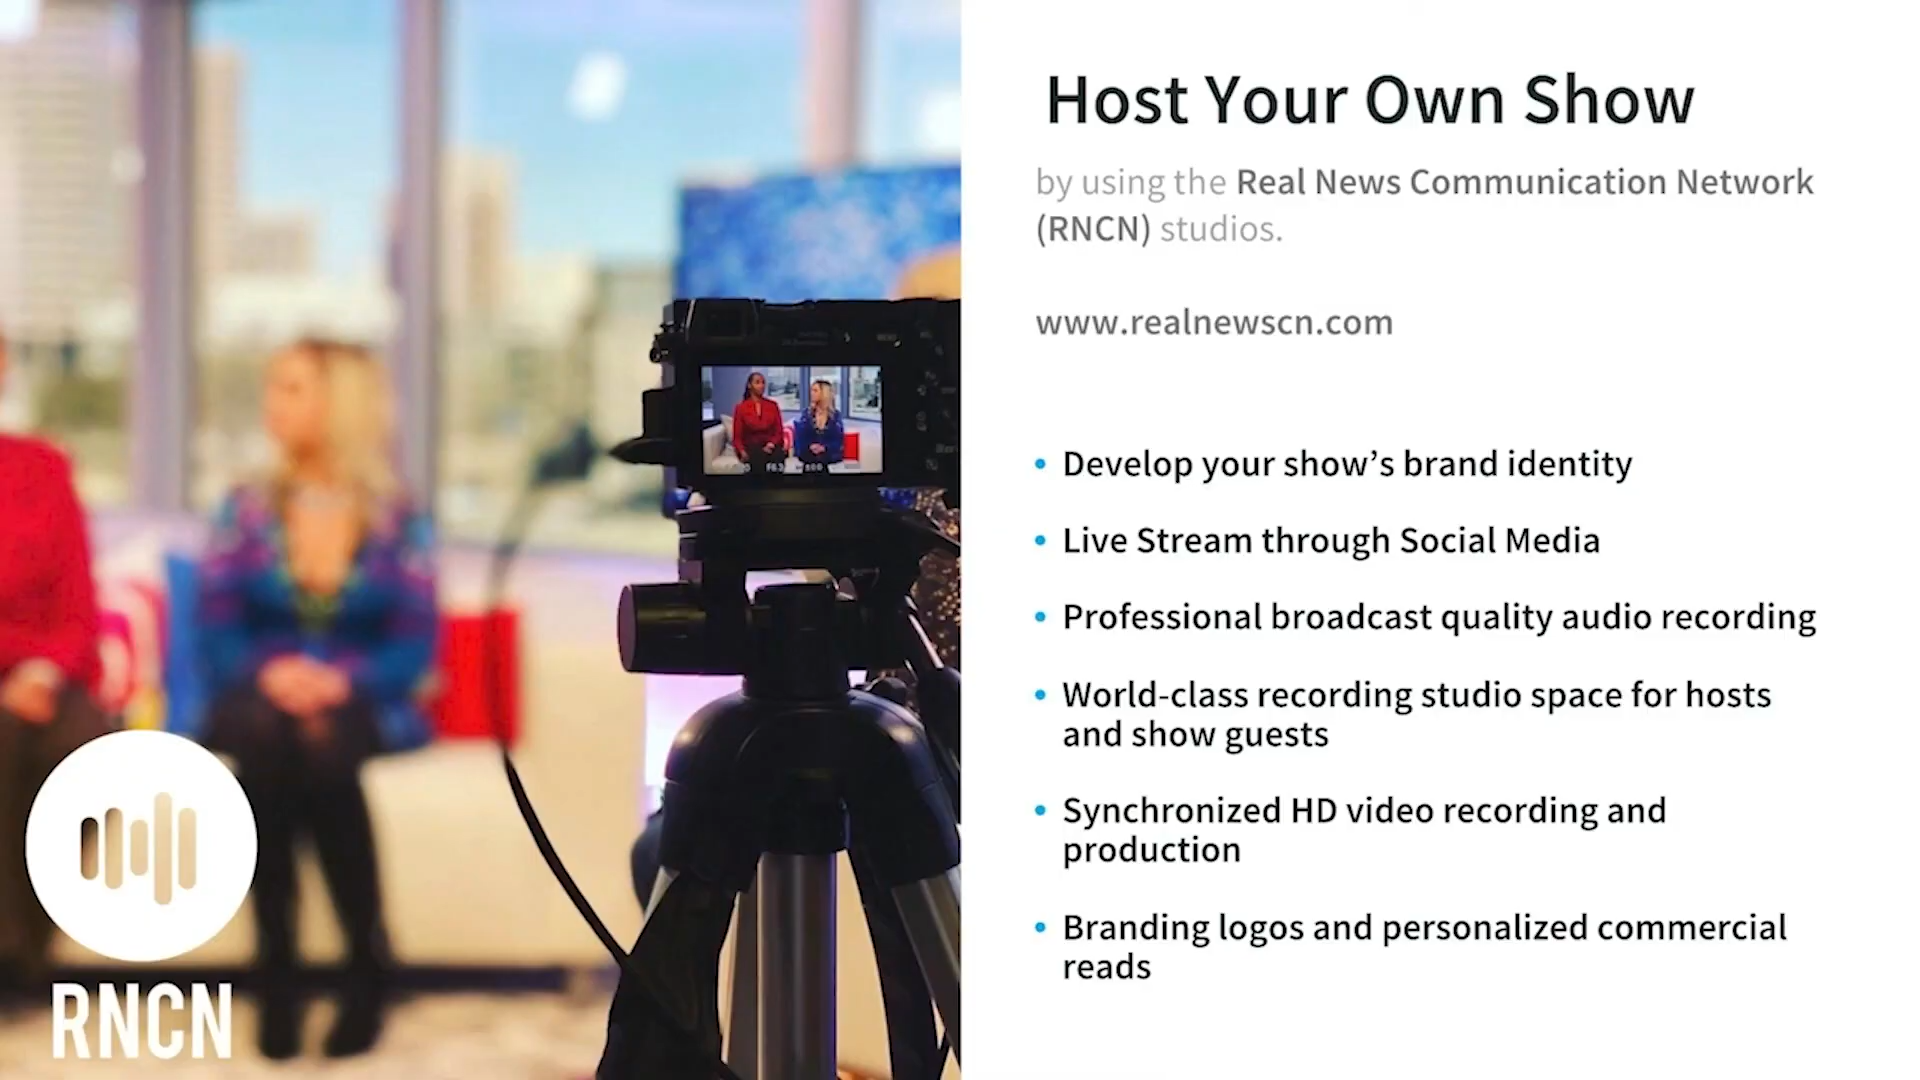 Host Your Own Show
by using the Real News Communication Network
(RNCN) studios.
www.realnewscn.com
• Develop your show’s brand identity
• Live Stream through Social Media
• Professional broadcast quality audio recording
• World-class recording studio space for hosts
and show guests
• Synchronized HD video recording and
production
• Branding logos and personalized commercial
reads
RNCN